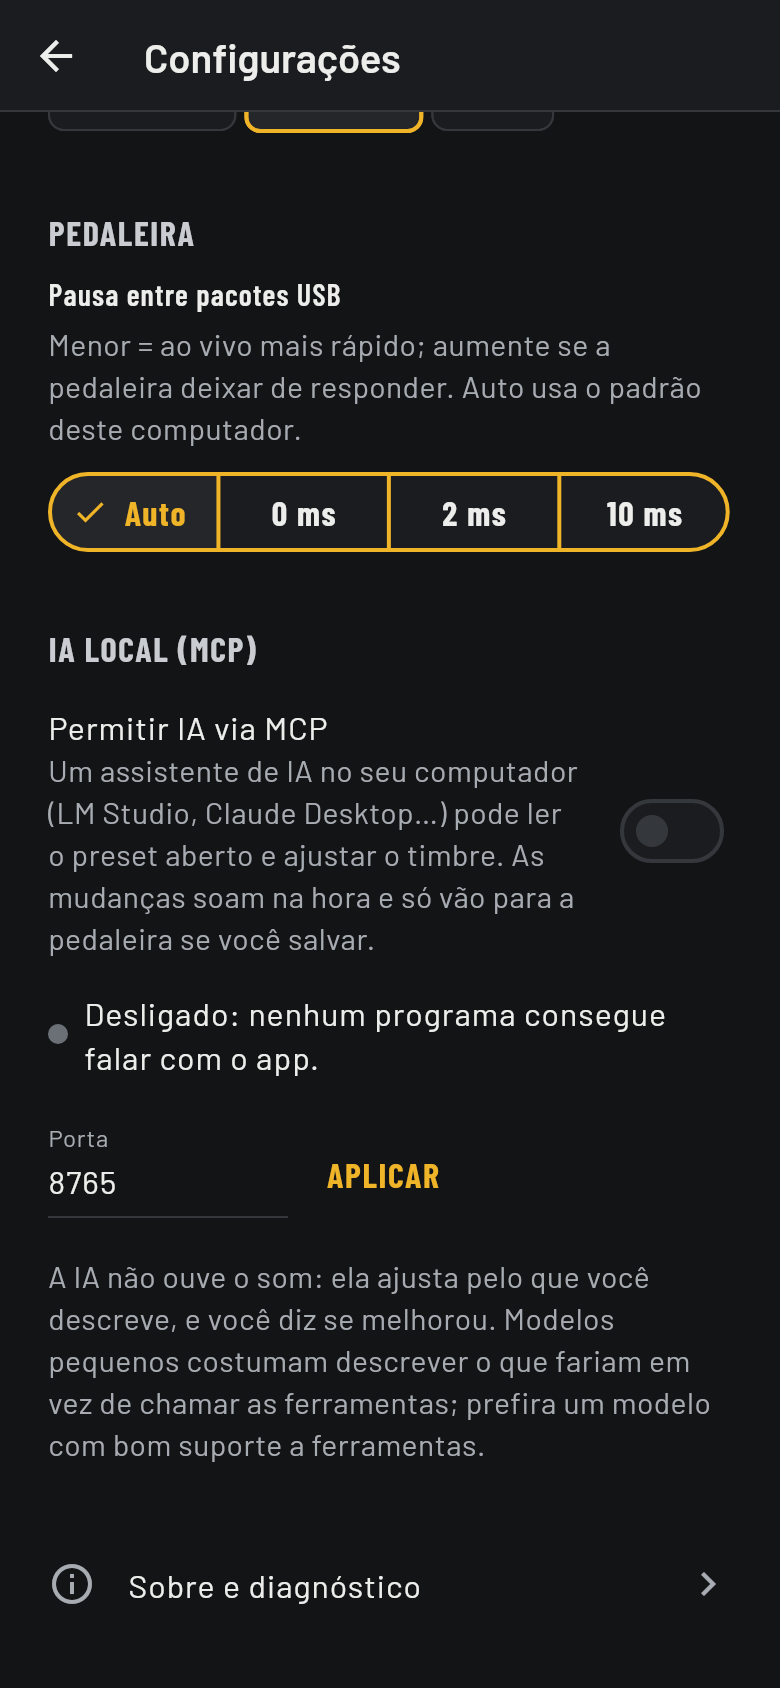 Configurações
PEDALEIRA
Pausa entre pacotes USB
Menor = ao vivo mais rápido; aumente se a
pedaleira deixar de responder. Auto usa o padrão
deste computador.
Auto
0 ms
2 ms
10 ms
IA LOCAL (MCP)
Permitir IA via MCP
Um assistente de IA no seu computador
(LM Studio, Claude Desktop…) pode ler
o preset aberto e ajustar o timbre. As
mudanças soam na hora e só vão para a
pedaleira se você salvar.
Desligado: nenhum programa consegue
falar com o app.
Porta
8765
APLICAR
A IA não ouve o som: ela ajusta pelo que você
descreve, e você diz se melhorou. Modelos
pequenos costumam descrever o que fariam em
vez de chamar as ferramentas; prefira um modelo
com bom suporte a ferramentas.
Sobre e diagnóstico